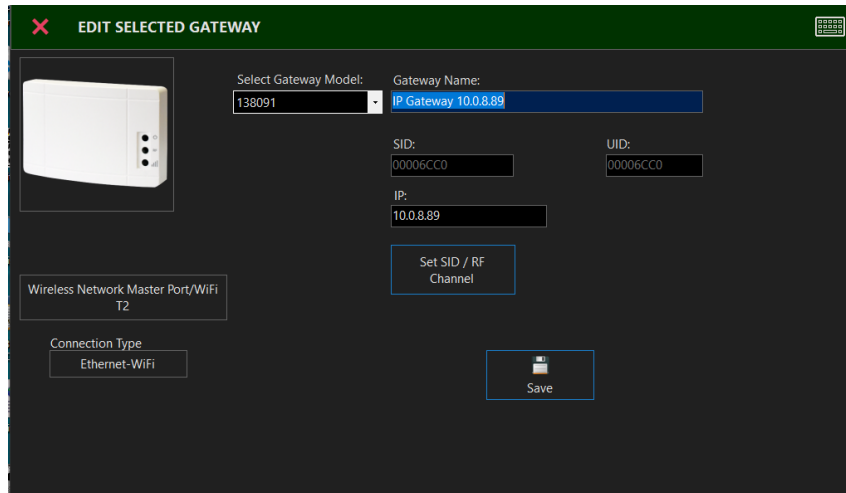 EDIT SELECTED GATEWAY
Select Gateway Model:
138091
Gateway Name:
IP Gateway 10.0.8.89
SID:
00006CC0
UID:
00006CC0
IP:
10.0.8.89
Set SID / RF
Channel
Wireless Network Master Port/WiFi
T2
Connection Type
Ethernet-WiFi
Save